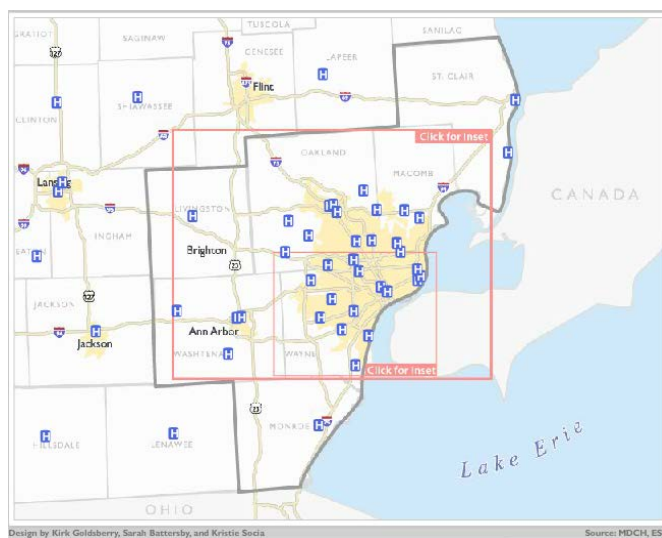 TUSCOLA
SANILAC
GRATIOT
SAGINAW
GENESEE
LAPEER
ST. CLAIR
Flint
SHIAWASSEE
CLINTON
Click for Inset
OAKLAND
MACOMB
Lansing
CANADA
LIVINGSTON
INGHAM
EATON
Brighton
JACKSON
Ann Arbor
Jackson
WASHTENAW
WAYNE
Click for Inset
MONROE
HILLSDALE
LENAWEE
Lake Erie
OHIO
Design by Kirk Goldsberry, Sarah Battersby, and Kristie Socia
Source: MDCH, ES